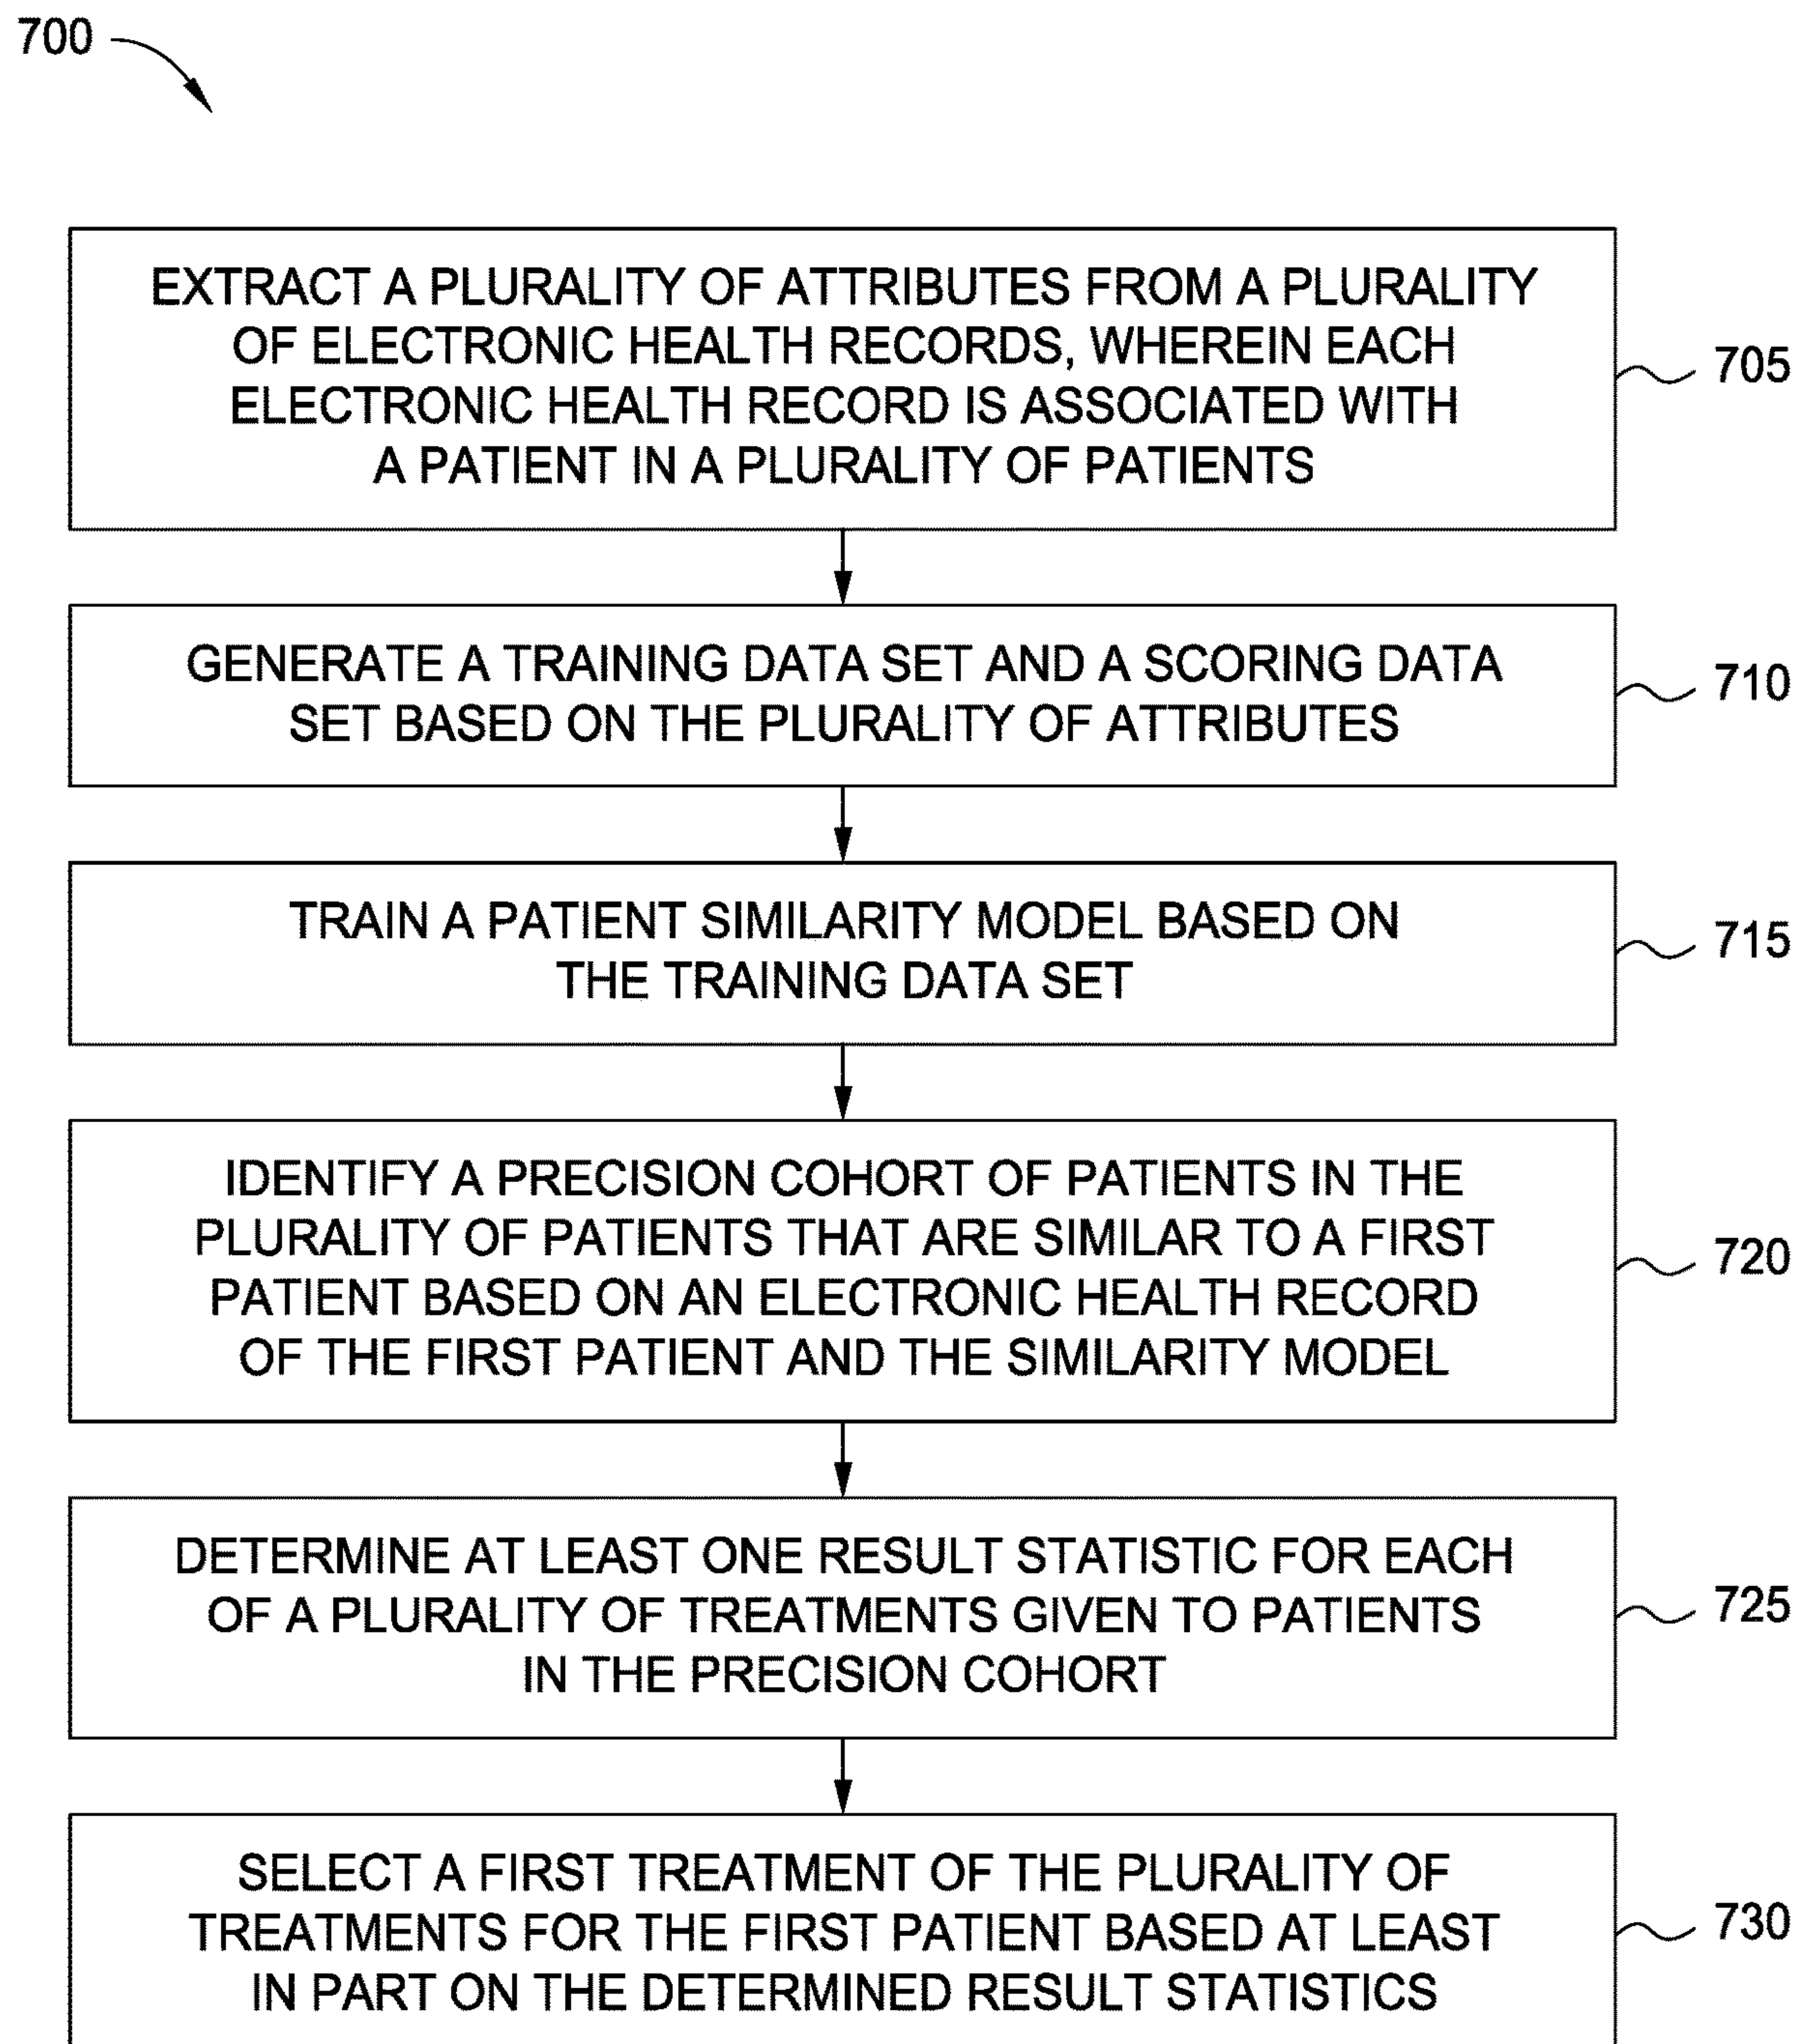 700
EXTRACT A PLURALITY OF ATTRIBUTES FROM A PLURALITY
OF ELECTRONIC HEALTH RECORDS, WHEREIN EACH
ELECTRONIC HEALTH RECORD IS ASSOCIATED WITH
A PATIENT IN A PLURALITY OF PATIENTS
705
GENERATE A TRAINING DATA SET AND A SCORING DATA
SET BASED ON THE PLURALITY OF ATTRIBUTES
710
TRAIN A PATIENT SIMILARITY MODEL BASED ON
THE TRAINING DATA SET
715
IDENTIFY A PRECISION COHORT OF PATIENTS IN THE
PLURALITY OF PATIENTS THAT ARE SIMILAR TO A FIRST
PATIENT BASED ON AN ELECTRONIC HEALTH RECORD
OF THE FIRST PATIENT AND THE SIMILARITY MODEL
720
DETERMINE AT LEAST ONE RESULT STATISTIC FOR EACH
OF A PLURALITY OF TREATMENTS GIVEN TO PATIENTS
IN THE PRECISION COHORT
725
SELECT A FIRST TREATMENT OF THE PLURALITY OF
TREATMENTS FOR THE FIRST PATIENT BASED AT LEAST
IN PART ON THE DETERMINED RESULT STATISTICS
730